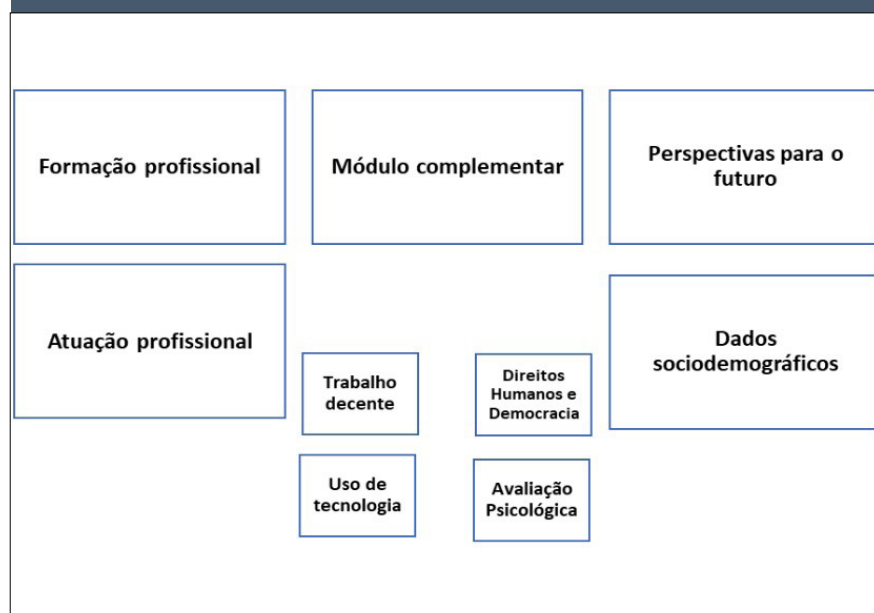 Formação profissional
Módulo complementar
Perspectivas para o
futuro
Atuação profissional
Dados
sociodemográficos
Trabalho
decente
Direitos
Humanos e
Democracia
Uso de
tecnologia
Avaliação
Psicológica